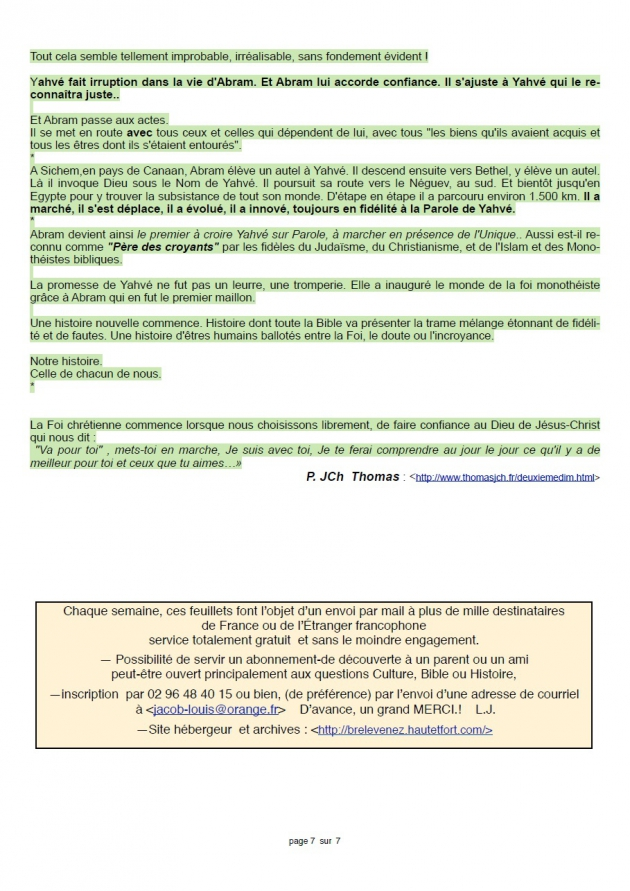 Tout cela semble tellement improbable, irréalisable, sans fondement évident !
Yahvé fait irruption dans la vie d'Abram. Et Abram lui accorde confiance. Il s'ajuste à Yahvé qui le re-
connaîtra juste..
Et Abram passe aux actes.
Il se met en route avec tous ceux et celles qui dépendent de lui, avec tous "les biens qu'ils avaient acquis et
tous les êtres dont ils s'étaient entourés".
*
A Sichem,en pays de Canaan, Abram élève un autel à Yahvé. Il descend ensuite vers Bethel, y élève un autel.
Là il invoque Dieu sous le Nom de Yahvé. Il poursuit sa route vers le Néguev, au sud. Et bientôt jusqu'en
Egypte pour y trouver la subsistance de tout son monde. D'étape en étape il a parcouru environ 1.500 km. Il a
marché, il s'est déplace, il a évolué, il a innové, toujours en fidélité à la Parole de Yahvé.
*
Abram devient ainsi le premier à croire Yahvé sur Parole, à marcher en présence de l'Unique.. Aussi est-il re-
connu comme "Père des croyants" par les fidèles du Judaïsme, du Christianisme, et de l'Islam et des Mono-
théistes bibliques.
La promesse de Yahvé ne fut pas un leurre, une tromperie. Elle a inauguré le monde de la foi monothéiste
grâce à Abram qui en fut le premier maillon.
Une histoire nouvelle commence. Histoire dont toute la Bible va présenter la trame mélange étonnant de fidéli-
té et de fautes. Une histoire d'êtres humains ballotés entre la Foi, le doute ou l'incroyance.
Notre histoire.
Celle de chacun de nous.
*
La Foi chrétienne commence lorsque nous choisissons librement, de faire confiance au Dieu de Jésus-Christ
qui nous dit :
"Va pour toi" , mets-toi en marche, Je suis avec toi, Je te ferai comprendre au jour le jour ce qu'il y a de
meilleur pour toi et ceux que tu aimes…»
P. JCh Thomas : <http://www.thomasjch.fr/deuxiemedim.html>
Chaque semaine, ces feuillets font l'objet d'un envoi par mail à plus de mille destinataires
de France ou de l'Étranger francophone
service totalement gratuit et sans le moindre engagement.
— Possibilité de servir un abonnement-de découverte à un parent ou un ami
peut-être ouvert principalement aux questions Culture, Bible ou Histoire,
—inscription par 02 96 48 40 15 ou bien, (de préférence) par l'envoi d'une adresse de courriel
à <jacob-louis@orange.fr> D'avance, un grand MERCI.! L.J.
—Site hébergeur et archives : <http://brelevenez.hautetfort.com/>
page 7 sur 7